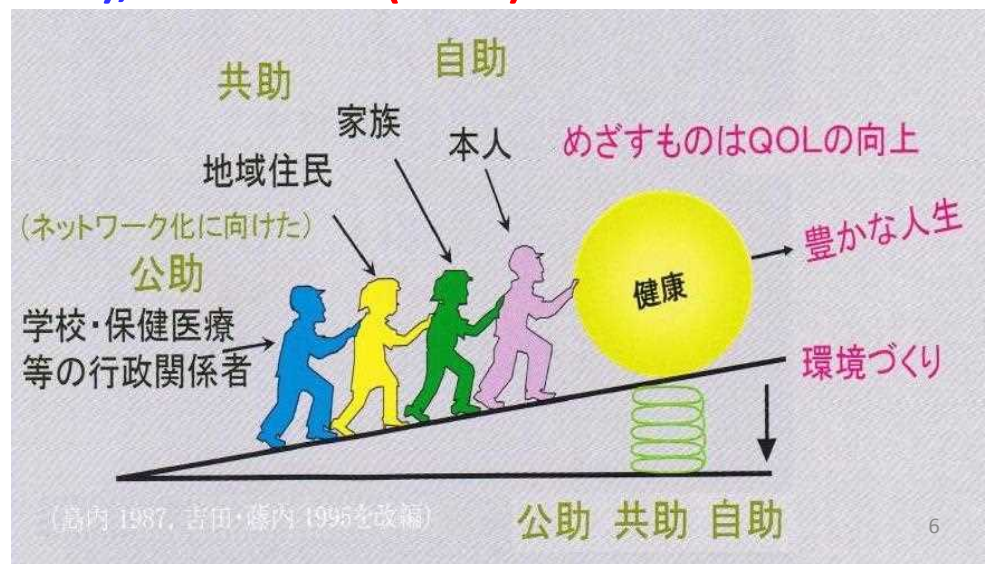 自助
共助
家族
本人
めざすものはQOLの向上
地域住民
(ネットワーク化に向けた)
公助
豊かな人生
健康
学校・保健医療
等の行政関係者
環境づくり
(島内 1987, 吉田・藤内 1995を改編)
公助 共助 自助
6